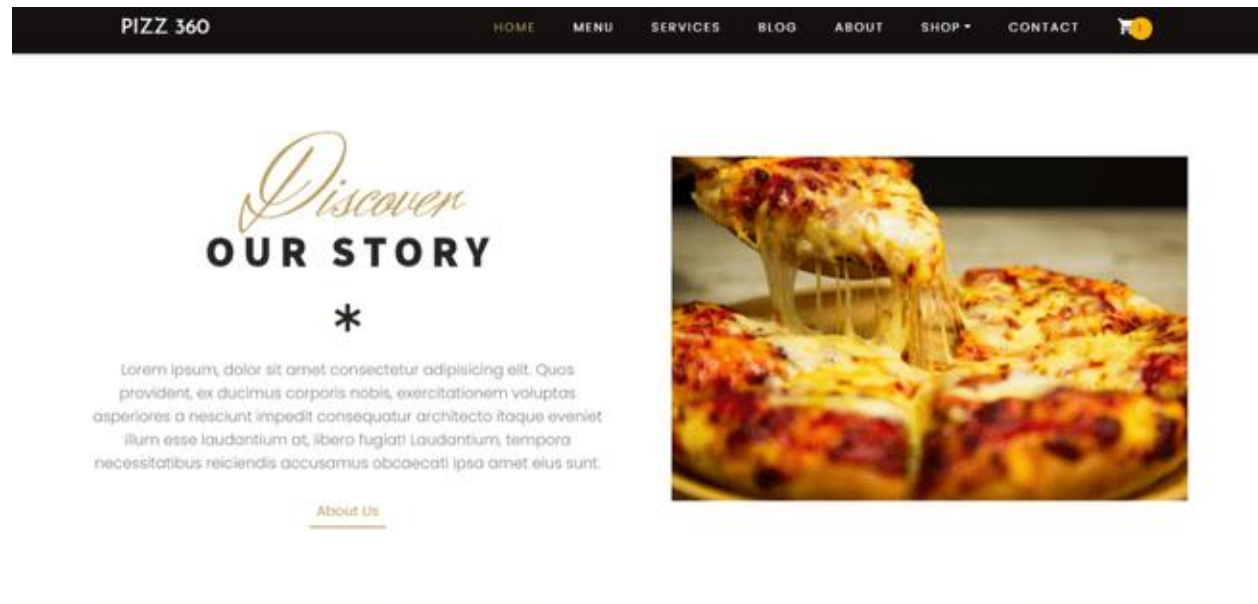 PIZZ 360 HOME MENU SERVICES BLOG ABOUT SHOP CONTACT 1
Discover
OUR STORY
*
Lorem ipsum, dolor sit amet consectetur adipisicing elit. Quos
provident, ex ducimus corporis nobis, exercitationem voluptas
asperiores a nesciunt impedit consequatur architecto itaque eveniet
illum esse laudantium at, libero fugiat! Laudantium, tempora
necessitatibus reiciendis accusamus obcaecati ipsa amet eius sunt.
About Us